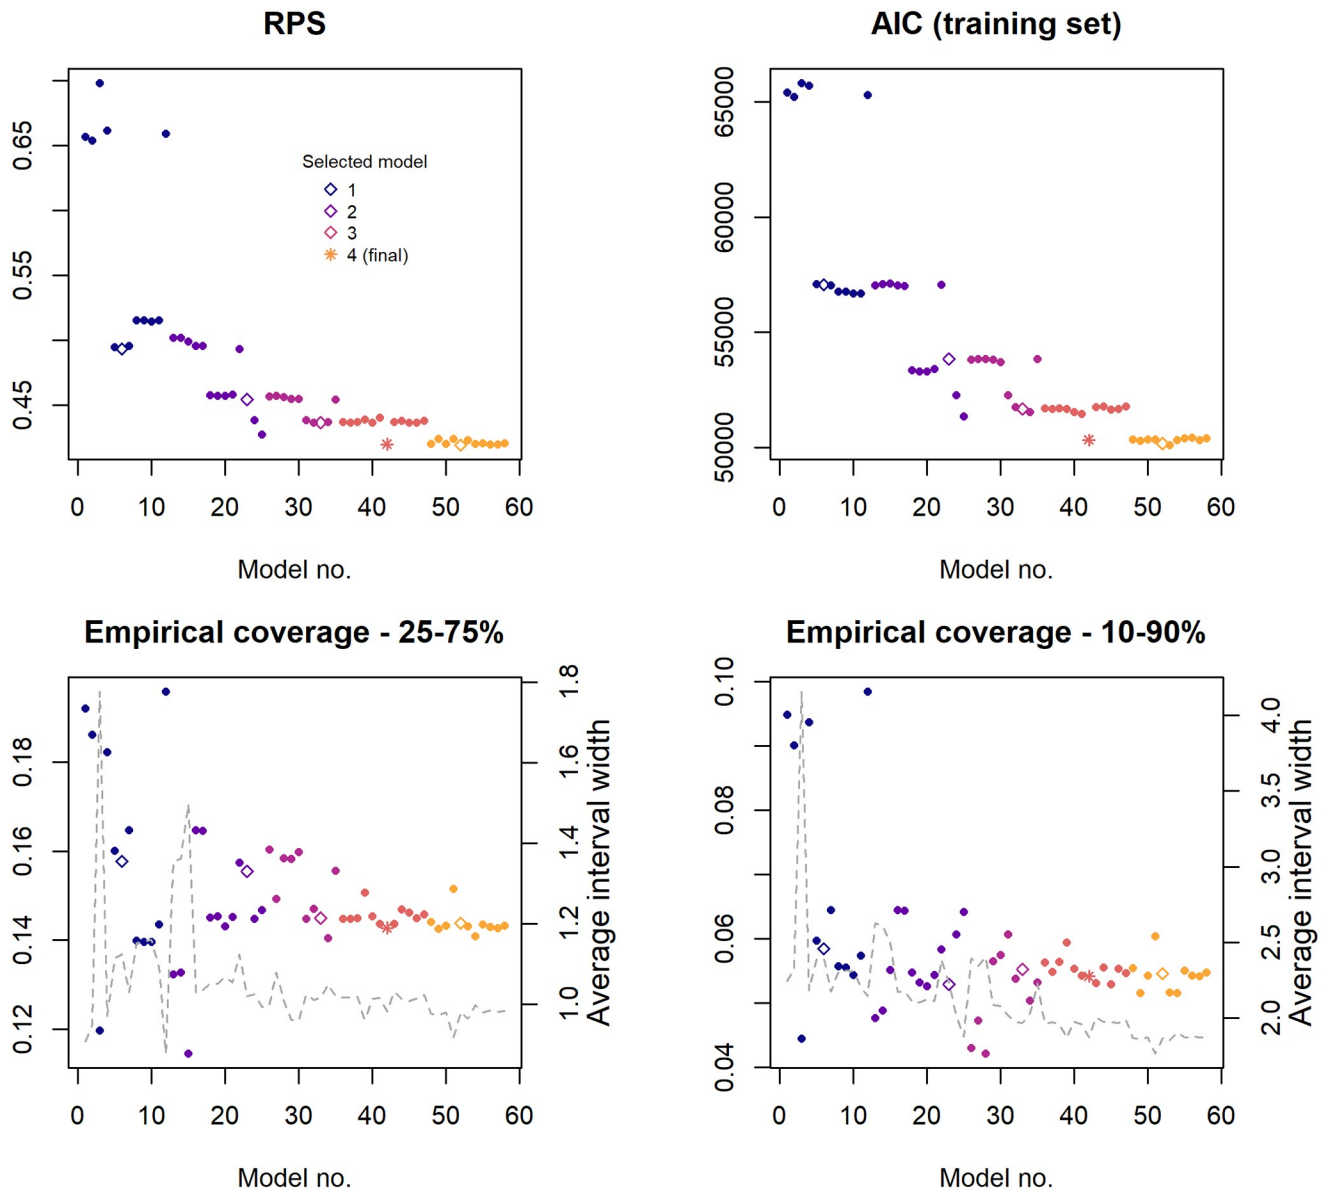 RPS
0.65
0.55
0.45
Selected model
1
2
3
4 (final)
0 10 20 30 40 50 60
Model no.
AIC (training set)
65000
60000
55000
50000
0 10 20 30 40 50 60
Model no.
Empirical coverage - 25-75%
0.18
0.16
0.14
0.12
1.8
1.6
1.4
1.2
1.0
Average interval width
0 10 20 30 40 50 60
Model no.
Empirical coverage - 10-90%
0.10
0.08
0.06
0.04
4.0
3.5
3.0
2.5
2.0
Average interval width
0 10 20 30 40 50 60
Model no.